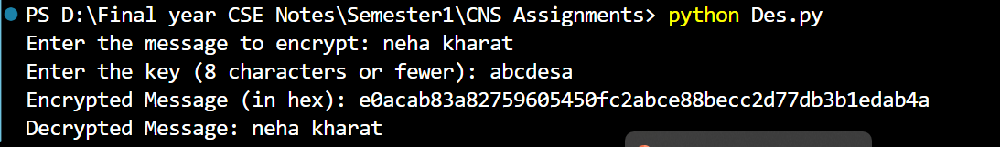 PS D:\Final year CSE Notes\Semester1\CNS Assignments> python Des.py
Enter the message to encrypt: neha kharat
Enter the key (8 characters or fewer): abcdesa
Encrypted Message (in hex): e0acab83a82759605450fc2abce88becc2d77db3b1edab4a
Decrypted Message: neha kharat